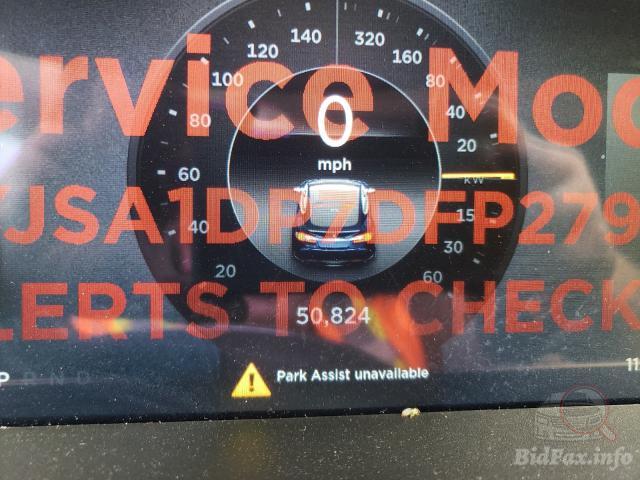 140 320
120 160
100 80
ervice Mod
80 0 40
20
mph
60 kW
YJSA1DP7DFP279
15
40 30
20 60
LERTS TO CHECK
50,824
P R N D 11
Park Assist unavailable
BidFax.info